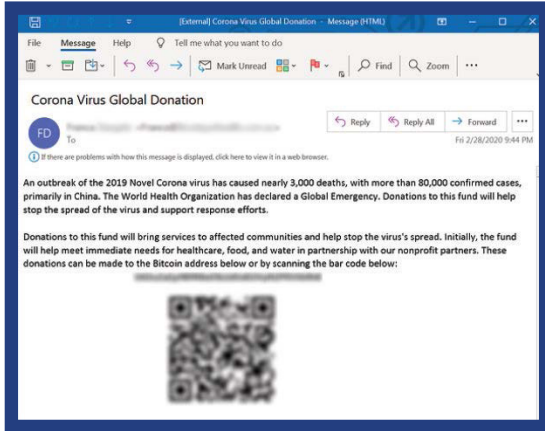 [External] Corona Virus Global Donation - Message (HTML)
File Message Help Tell me what you want to do
Mark Unread Find Zoom ...
Corona Virus Global Donation
FD
To
Reply Reply All Forward ...
Fri 2/28/2020 9:44 PM
If there are problems with how this message is displayed, click here to view it in a web browser.
An outbreak of the 2019 Novel Corona virus has caused nearly 3,000 deaths, with more than 80,000 confirmed cases,
primarily in China. The World Health Organization has declared a Global Emergency. Donations to this fund will help
stop the spread of the virus and support response efforts.
Donations to this fund will bring services to affected communities and help stop the virus's spread. Initially, the fund
will help meet immediate needs for healthcare, food, and water in partnership with our nonprofit partners. These
donations can be made to the Bitcoin address below or by scanning the bar code below: